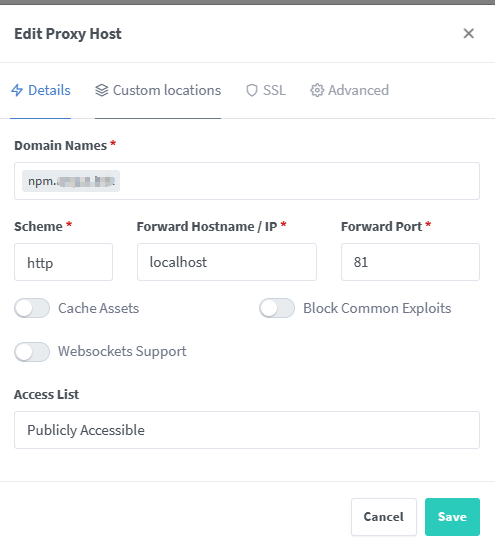 Edit Proxy Host
Details Custom locations SSL Advanced
Domain Names *
npm.
Scheme * Forward Hostname / IP * Forward Port *
http localhost 81
Cache Assets Block Common Exploits
Websockets Support
Access List
Publicly Accessible
Cancel Save